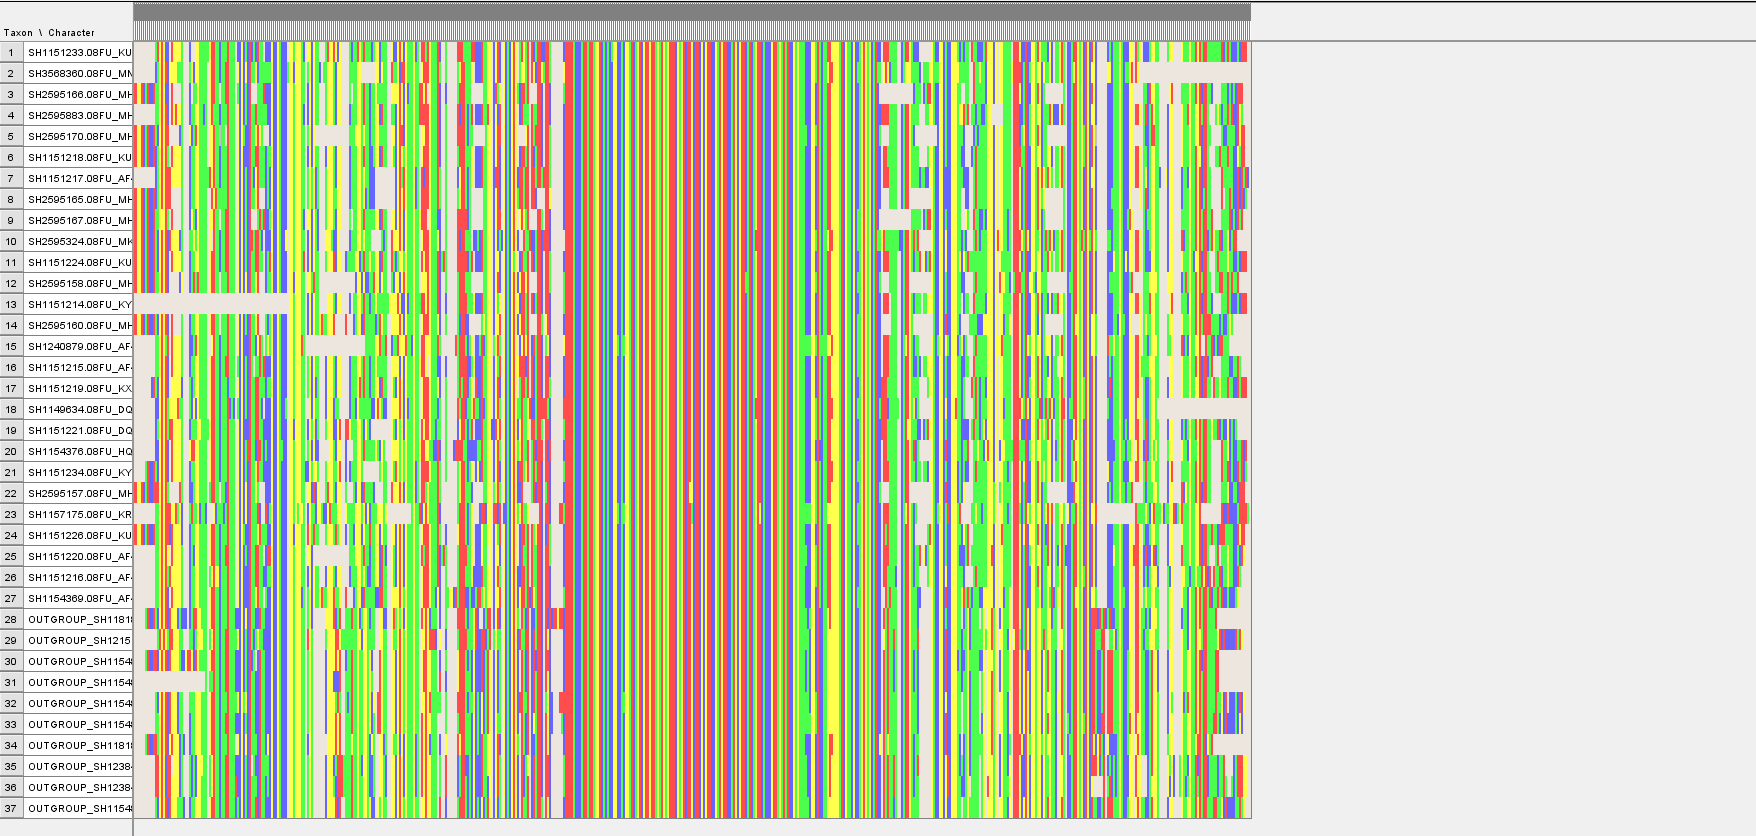 Taxon \ Character
1 SH1151233.08FU_KU
2 SH3568360.08FU_MN
3 SH2595166.08FU_MH
4 SH2595883.08FU_MH
5 SH2595170.08FU_MH
6 SH1151218.08FU_KU
7 SH1151217.08FU_AF
8 SH2595165.08FU_MH
9 SH2595167.08FU_MH
10 SH2595324.08FU_MK
11 SH1151224.08FU_KU
12 SH2595158.08FU_MH
13 SH1151214.08FU_KY
14 SH2595160.08FU_MH
15 SH1240879.08FU_AF
16 SH1151215.08FU_AF
17 SH1151219.08FU_KX
18 SH1149634.08FU_DQ
19 SH1151221.08FU_DQ
20 SH1154376.08FU_HQ
21 SH1151234.08FU_KY
22 SH2595157.08FU_MH
23 SH1157175.08FU_KR
24 SH1151226.08FU_KU
25 SH1151220.08FU_AF
26 SH1151216.08FU_AF
27 SH1154369.08FU_AF
28 OUTGROUP_SH1181
29 OUTGROUP_SH1215
30 OUTGROUP_SH1154
31 OUTGROUP_SH1154
32 OUTGROUP_SH1154
33 OUTGROUP_SH1154
34 OUTGROUP_SH1181
35 OUTGROUP_SH1238
36 OUTGROUP_SH1238
37 OUTGROUP_SH1154